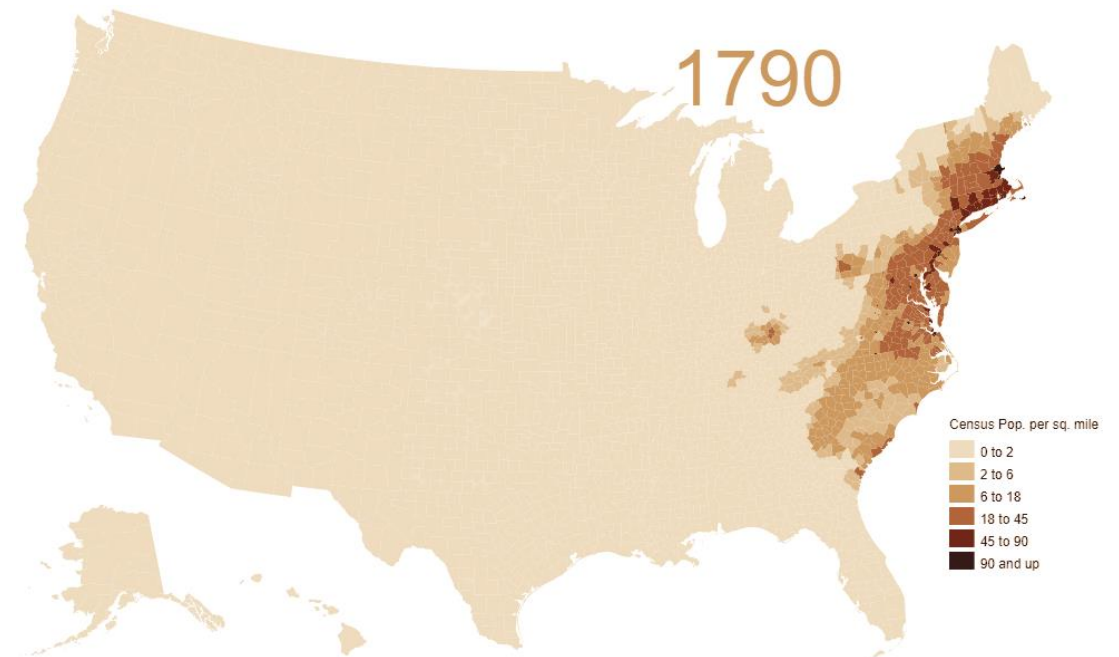 1790
Census Pop. per sq. mile
0 to 2
2 to 6
6 to 18
18 to 45
45 to 90
90 and up